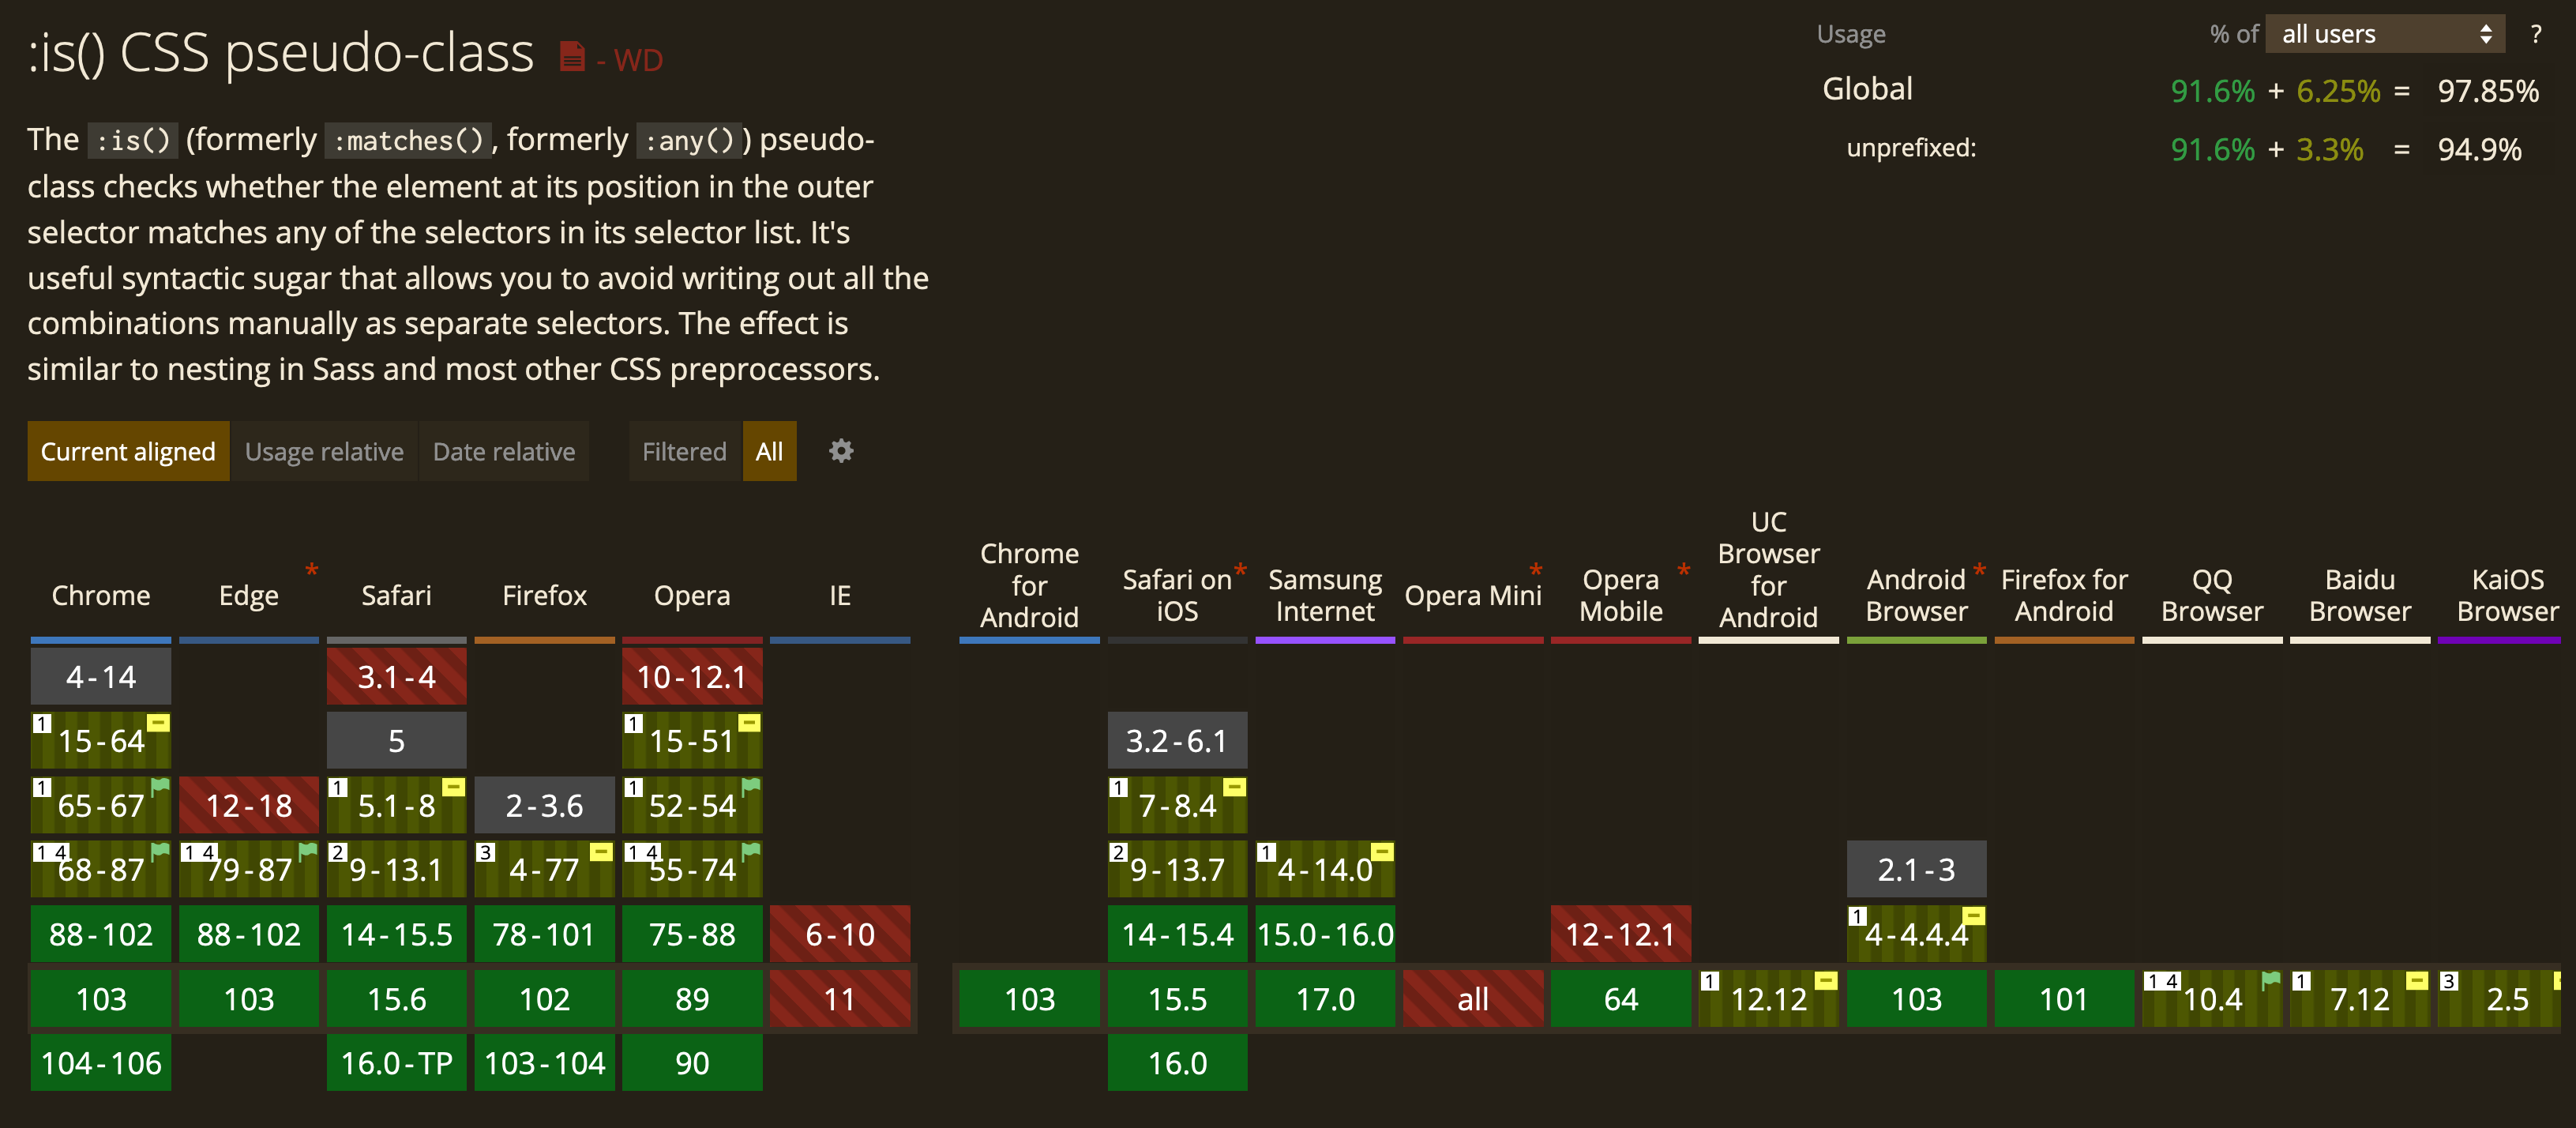 :is() CSS pseudo-class - WD
Usage % of all users ?
Global 91.6% + 6.25% = 97.85%
unprefixed: 91.6% + 3.3% = 94.9%
The :is() (formerly :matches(), formerly :any()) pseudo-
class checks whether the element at its position in the outer
selector matches any of the selectors in its selector list. It's
useful syntactic sugar that allows you to avoid writing out all the
combinations manually as separate selectors. The effect is
similar to nesting in Sass and most other CSS preprocessors.
Current aligned Usage relative Date relative Filtered All
Chrome
Edge *
Safari
Firefox
Opera
IE
Chrome
for
Android
Safari on *
iOS
Samsung
Internet
Opera Mini *
Opera *
Mobile
UC
Browser
for
Android
Android *
Browser
Firefox for
Android
QQ
Browser
Baidu
Browser
KaiOS
Browser
4-14 3.1-4 10-12.1
1 15-64 5 1 15-51 3.2-6.1
1 65-67 12-18 1 5.1-8 2-3.6 1 52-54 1 7-8.4
1 4 68-87 1 4 79-87 2 9-13.1 3 4-77 1 4 55-74 2 9-13.7 1 4-14.0 2.1-3
88-102 88-102 14-15.5 78-101 75-88 6-10 14-15.4 15.0-16.0 12-12.1 1 4-4.4.4
103 103 15.6 102 89 11 103 15.5 17.0 all 64 1 12.12 103 101 1 4 10.4 1 7.12 3 2.5
104-106 16.0-TP 103-104 90 16.0